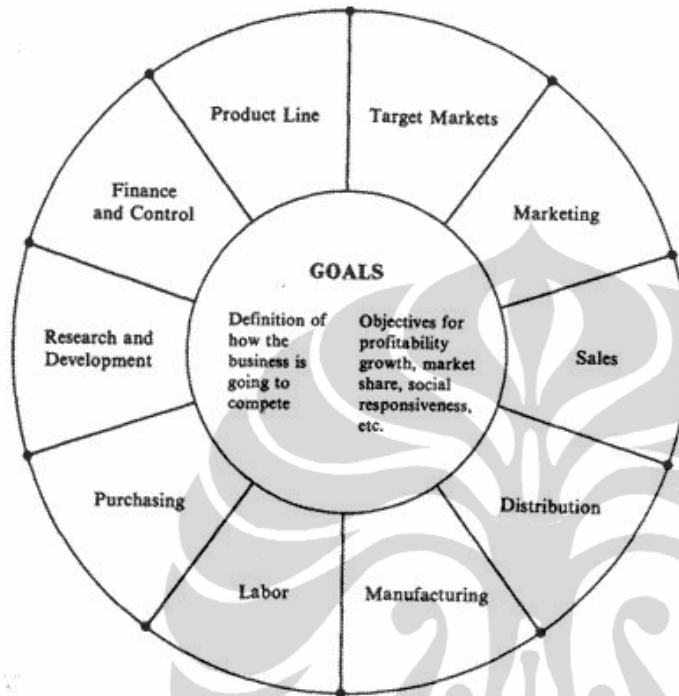 Product Line
Target Markets
Finance
and Control
Marketing
GOALS
Definition of
how the
business is
going to
compete
Objectives for
profitability
growth, market
share, social
responsiveness,
etc.
Research and
Development
Sales
Purchasing
Distribution
Labor
Manufacturing